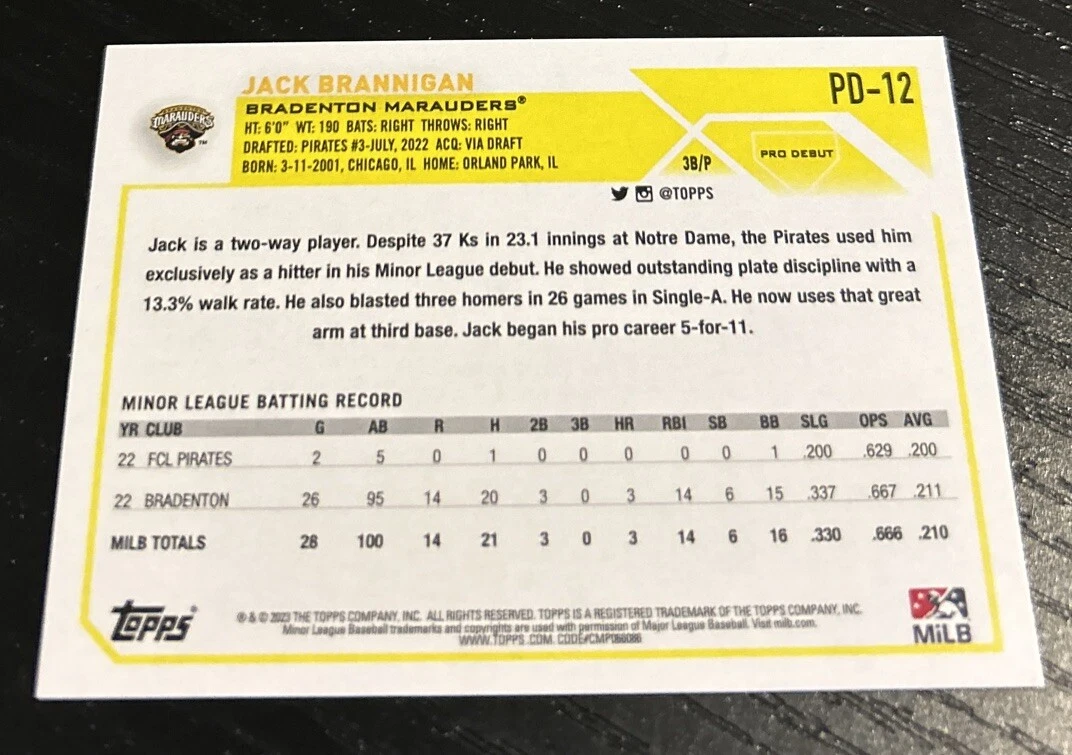 JACK BRANNIGAN
PD-12
MARAUDERS™
BRADENTON MARAUDERS®
HT: 6'0" WT: 190 BATS: RIGHT THROWS: RIGHT
DRAFTED: PIRATES #3-JULY, 2022 ACQ: VIA DRAFT
BORN: 3-11-2001, CHICAGO, IL HOME: ORLAND PARK, IL
3B/P
PRO DEBUT
@TOPPS
Jack is a two-way player. Despite 37 Ks in 23.1 innings at Notre Dame, the Pirates used him
exclusively as a hitter in his Minor League debut. He showed outstanding plate discipline with a
13.3% walk rate. He also blasted three homers in 26 games in Single-A. He now uses that great
arm at third base. Jack began his pro career 5-for-11.
MINOR LEAGUE BATTING RECORD
YR CLUB G AB R H 2B 3B HR RBI SB BB SLG OPS AVG
22 FCL PIRATES 2 5 0 1 0 0 0 0 0 1 .200 .629 .200
22 BRADENTON 26 95 14 20 3 0 3 14 6 15 .337 .667 .211
MILB TOTALS 28 100 14 21 3 0 3 14 6 16 .330 .666 .210
Topps
® & © 2023 THE TOPPS COMPANY, INC. ALL RIGHTS RESERVED. TOPPS IS A REGISTERED TRADEMARK OF THE TOPPS COMPANY, INC.
Minor League Baseball trademarks and copyrights are used with permission of Major League Baseball. Visit milb.com.
WWW.TOPPS.COM. CODE#CMP066086
MiLB